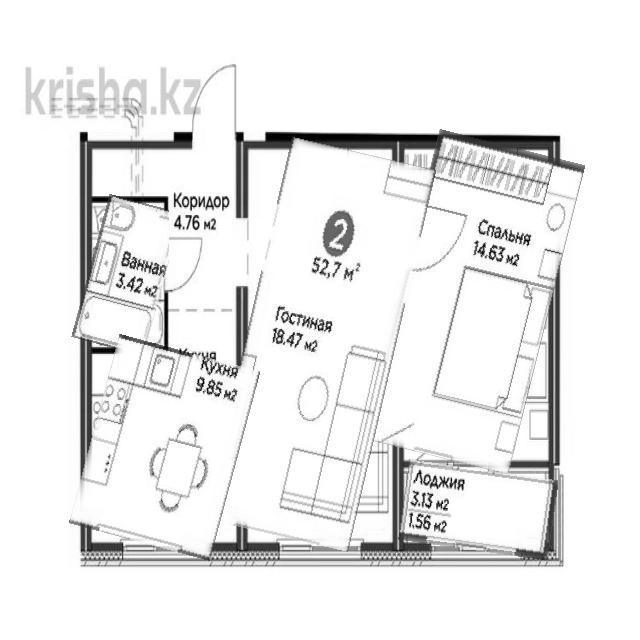 krisha.kz
Коридор
4.76 м2
2
52,7 м²
Спальня
14.63 м2
Ванная
3.42 м2
Гостиная
18.47 м2
Кухня
Кухня
9.85 м2
Лоджия
3.13 м2
1.56 м2